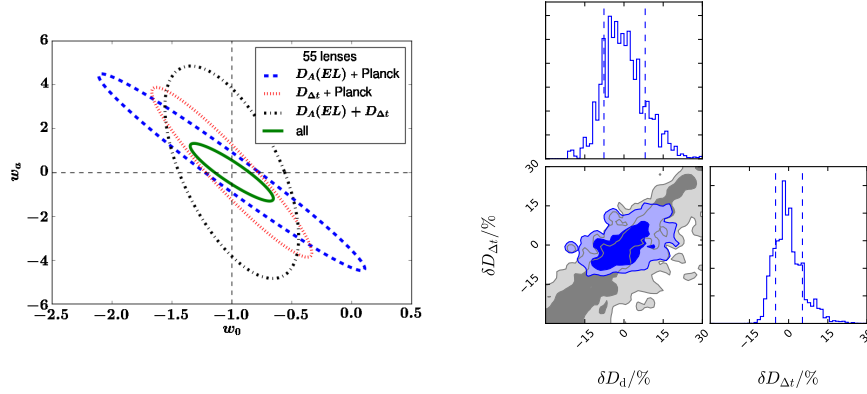 55 lenses
D_A(EL) + Planck
D_Δt + Planck
D_A(EL) + D_Δt
all
w_a
6
4
2
0
−2
−4
−6
−2.5 −2.0 −1.5 −1.0 −0.5 0.0 0.5
w_0
δD_Δt/%
30
15
0
−15
−15 0 15 30
δD_d/%
−15 0 15 30
δD_Δt/%